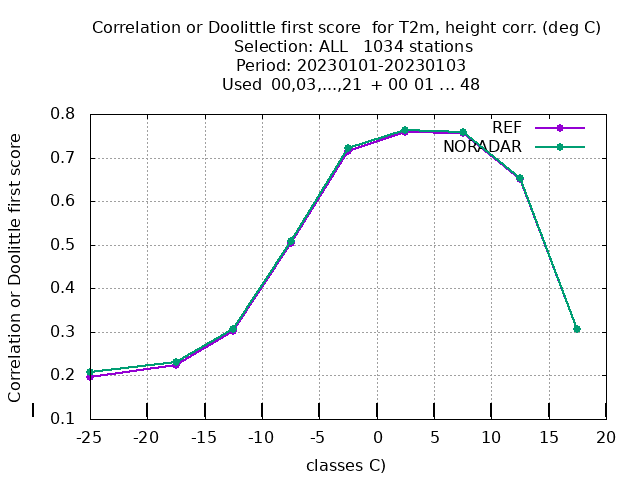 Correlation or Doolittle first score for T2m, height corr. (deg C)
Selection: ALL 1034 stations
Period: 20230101-20230103
Used 00,03,...,21 + 00 01 ... 48
Correlation or Doolittle first score
0.8
0.7
0.6
0.5
0.4
0.3
0.2
0.1
REF
NORADAR
-25 -20 -15 -10 -5 0 5 10 15 20
classes C)